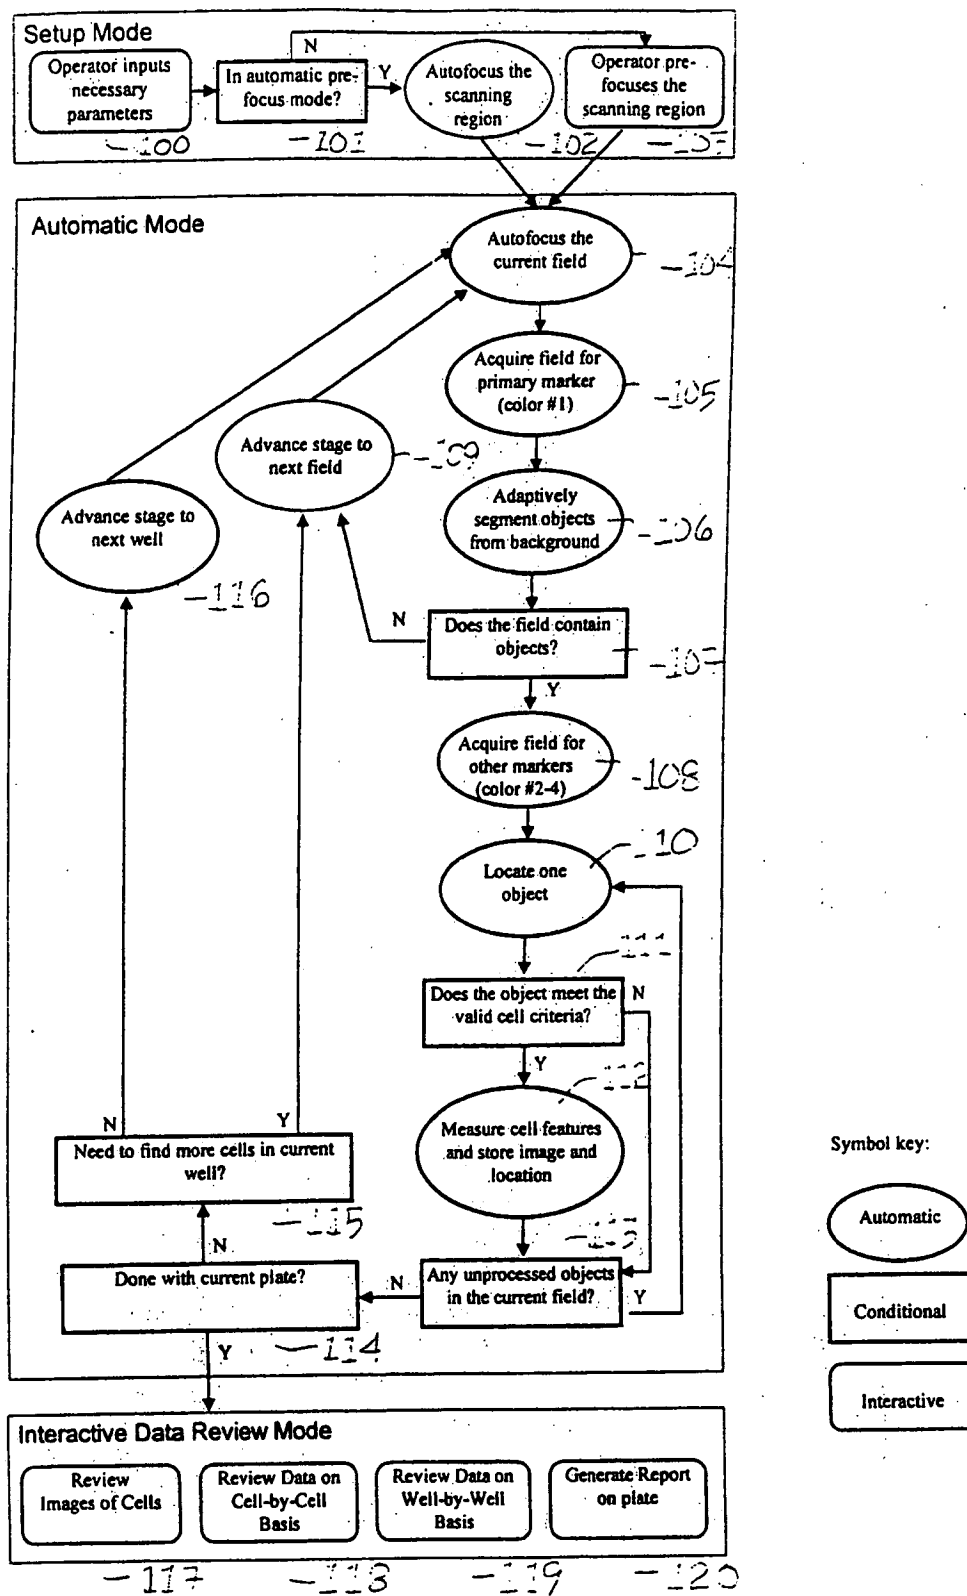 Setup Mode
Operator inputs
necessary
parameters
-100
In automatic pre-
focus mode?
-101
N
Y
Autofocus the
scanning
region
-102
Operator pre-
focuses the
scanning region
Automatic Mode
Autofocus the
current field
Acquire field for
primary marker
(color #1)
-105
Advance stage to
next field
-109
Adaptively
segment objects
from background
-106
Advance stage to
next well
-116
N
Does the field contain
objects?
Y
Acquire field for
other markers
(color #2-4)
-108
Locate one
object
Does the object meet the
valid cell criteria?
N
Y
Measure cell features
and store image and
location
N
Y
Need to find more cells in current
well?
-115
N
Done with current plate?
-114
N
Any unprocessed objects
in the current field?
Y
Y
Interactive Data Review Mode
Review
Images of Cells
-117
Review Data on
Cell-by-Cell
Basis
-118
Review Data on
Well-by-Well
Basis
-119
Generate Report
on plate
-120
Symbol key:
Automatic
Conditional
Interactive